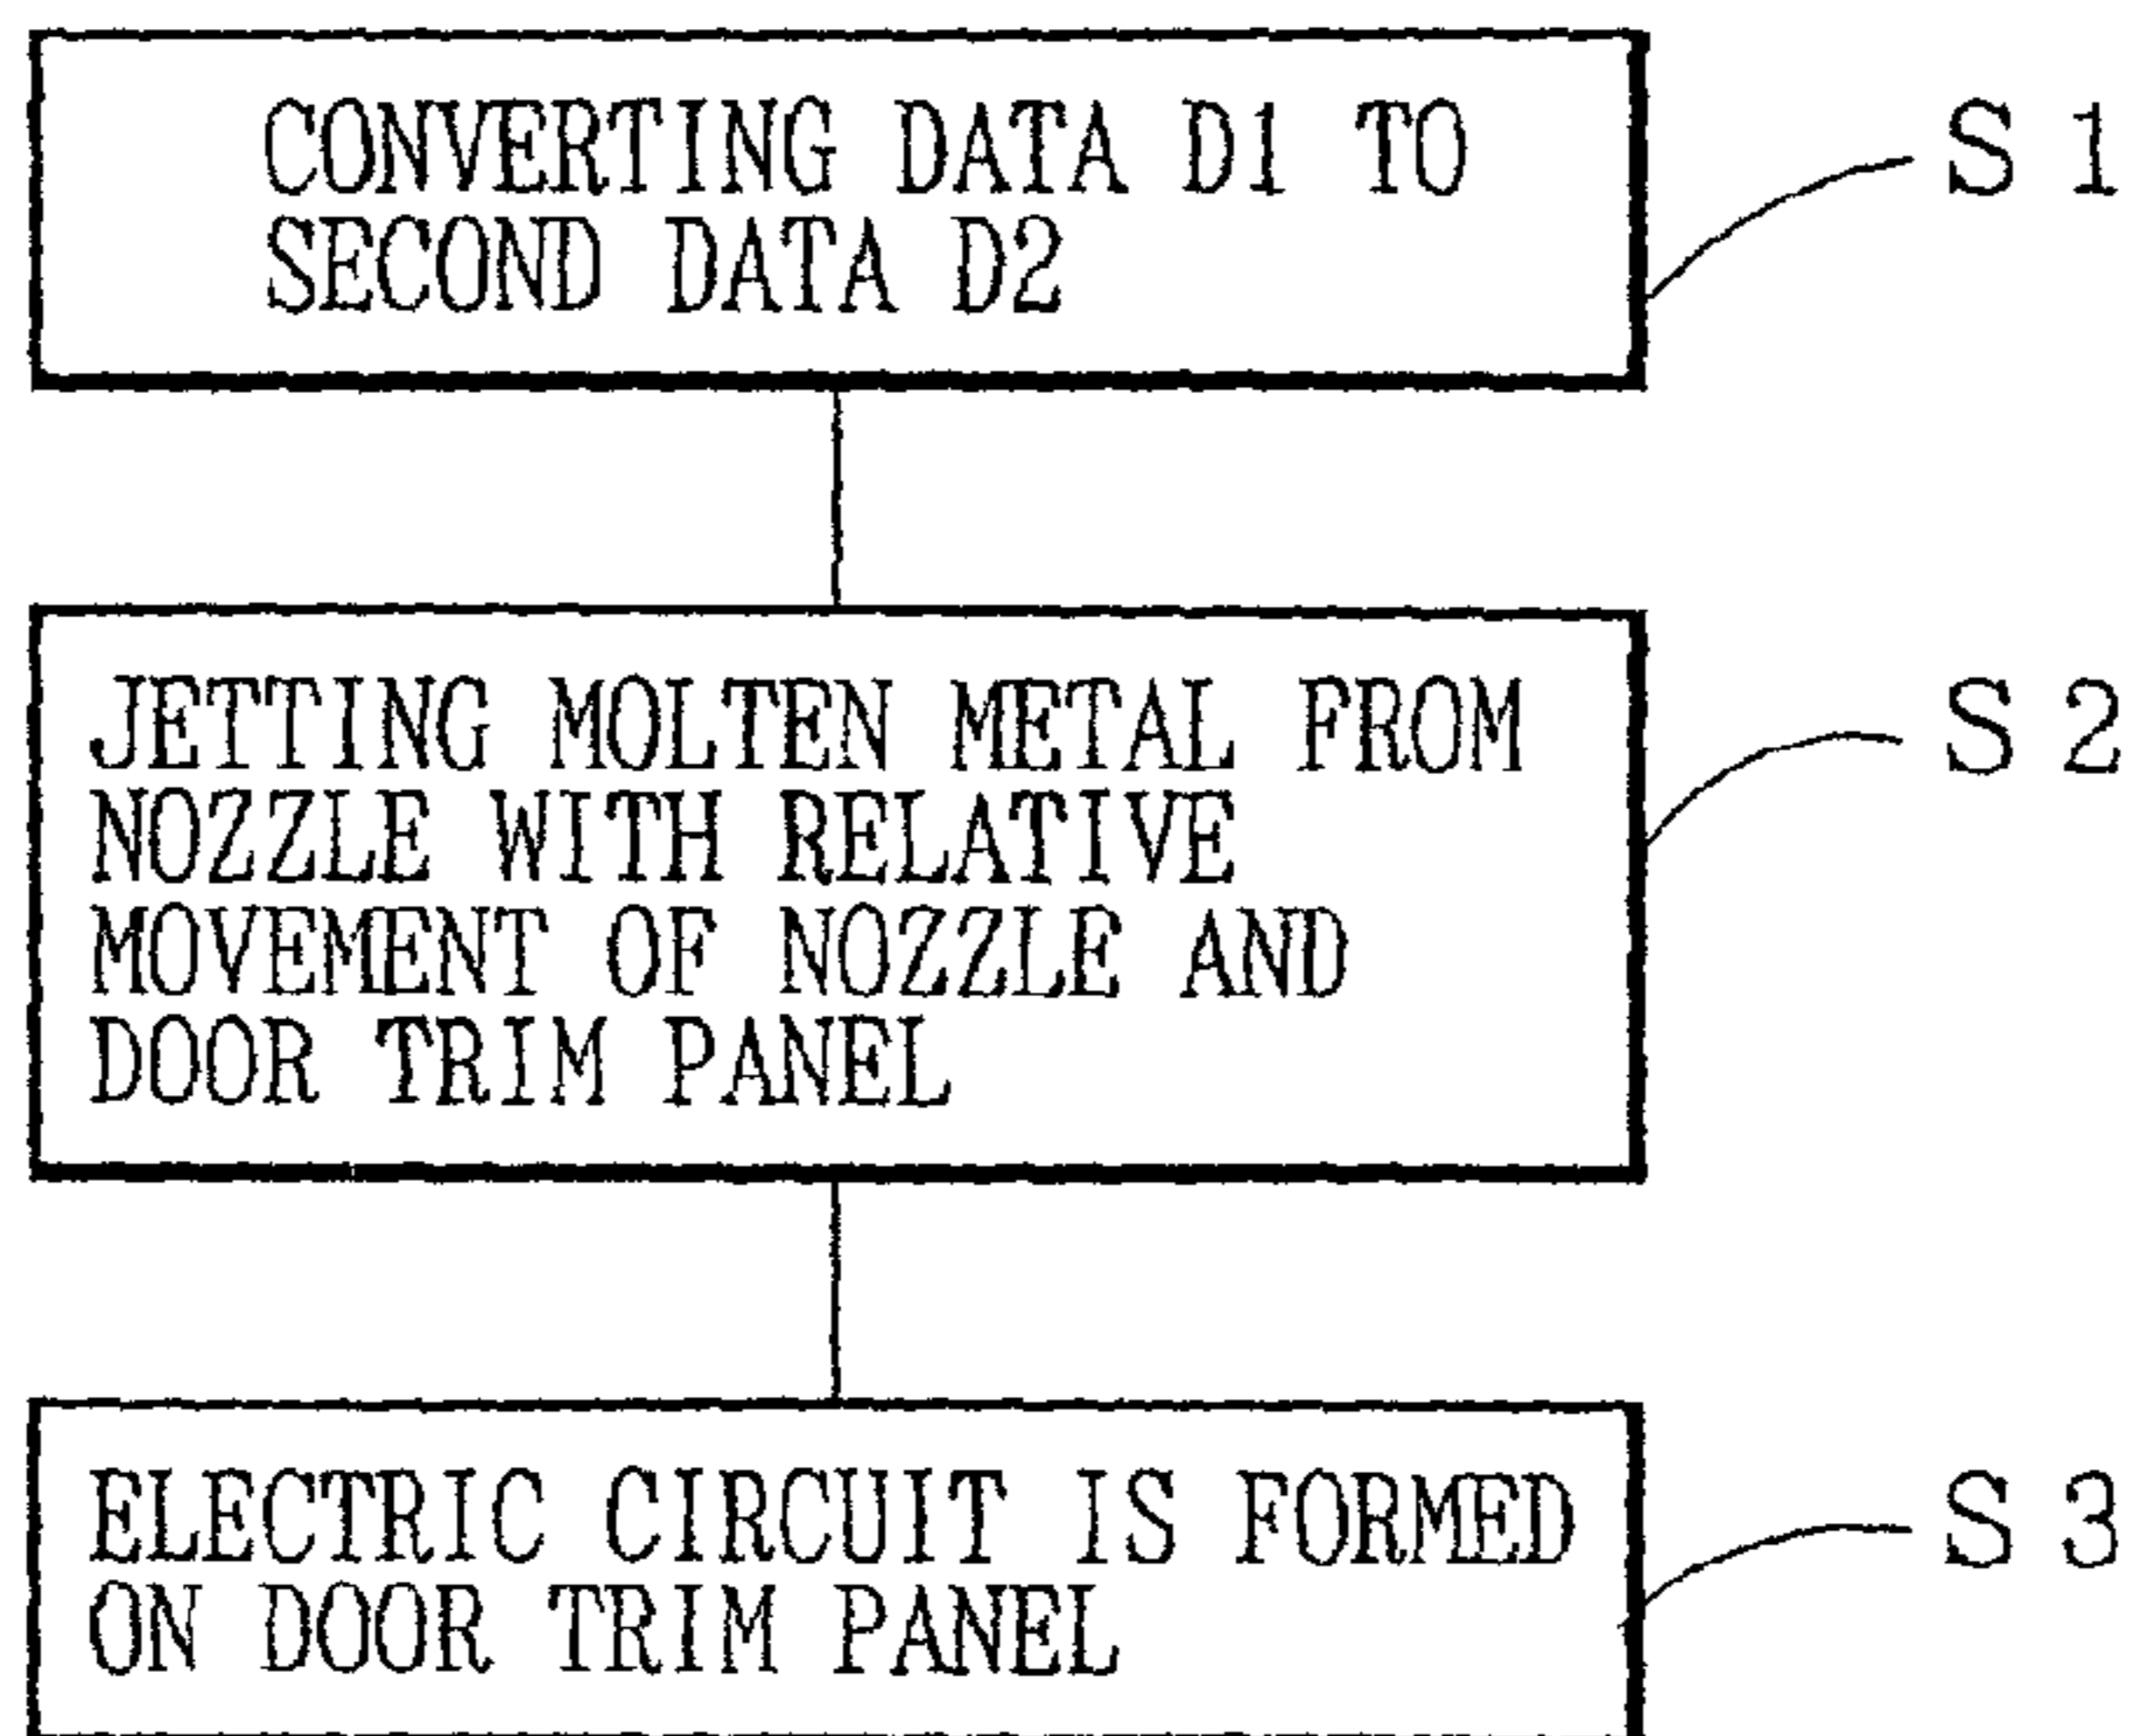 CONVERTING DATA D1 TO
SECOND DATA D2
S 1
JETTING MOLTEN METAL FROM
NOZZLE WITH RELATIVE
MOVEMENT OF NOZZLE AND
DOOR TRIM PANEL
S 2
ELECTRIC CIRCUIT IS FORMED
ON DOOR TRIM PANEL
S 3